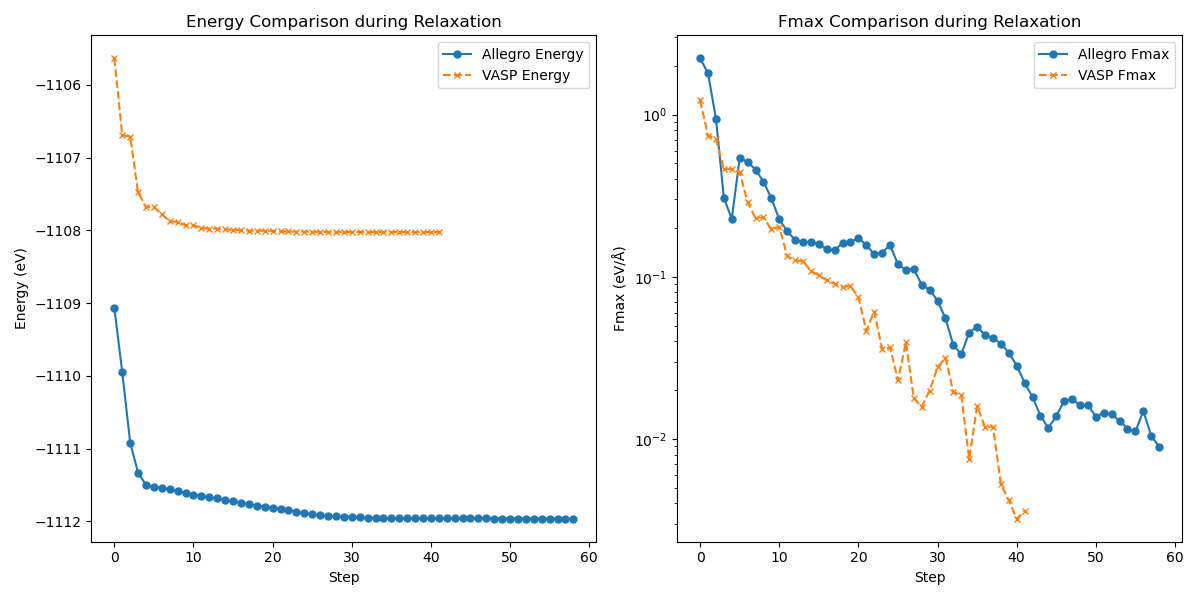 Energy Comparison during Relaxation
Allegro Energy
VASP Energy
Energy (eV)
−1106
−1107
−1108
−1109
−1110
−1111
−1112
0 10 20 30 40 50 60
Step
Fmax Comparison during Relaxation
Allegro Fmax
VASP Fmax
Fmax (eV/Å)
10⁰
10⁻¹
10⁻²
0 10 20 30 40 50 60
Step